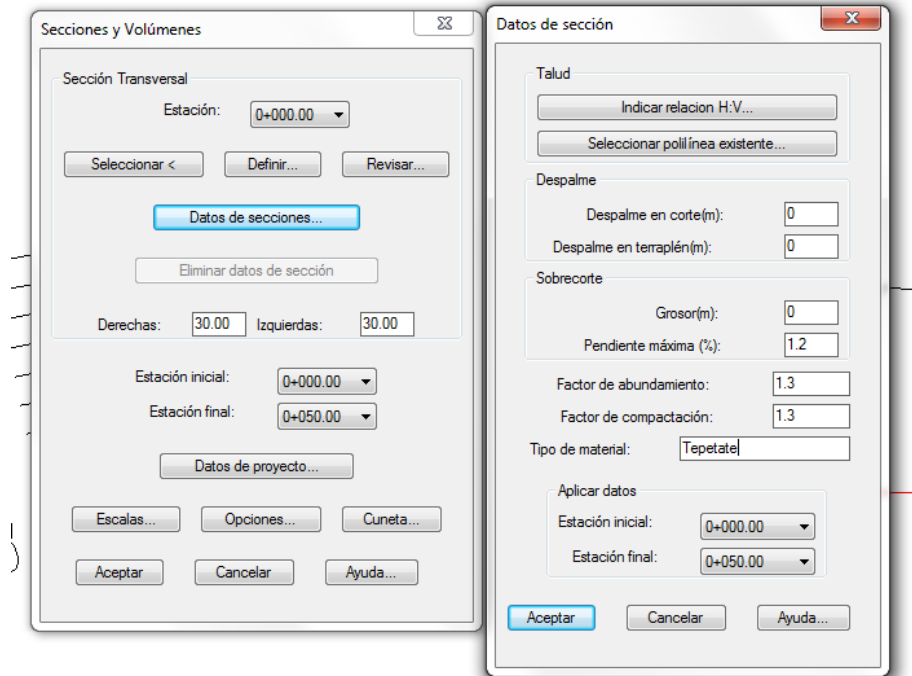 Secciones y Volúmenes
Sección Transversal
Estación: 0+000.00
Seleccionar < Definir... Revisar...
Datos de secciones...
Eliminar datos de sección
Derechas: 30.00 Izquierdas: 30.00
Estación inicial: 0+000.00
Estación final: 0+050.00
Datos de proyecto...
Escalas... Opciones... Cuneta...
Aceptar Cancelar Ayuda...
Datos de sección
Talud
Indicar relacion H:V...
Seleccionar polilínea existente...
Despalme
Despalme en corte(m): 0
Despalme en terraplén(m): 0
Sobrecorte
Grosor(m): 0
Pendiente máxima (%): 1.2
Factor de abundamiento: 1.3
Factor de compactación: 1.3
Tipo de material: Tepetate
Aplicar datos
Estación inicial: 0+000.00
Estación final: 0+050.00
Aceptar Cancelar Ayuda...